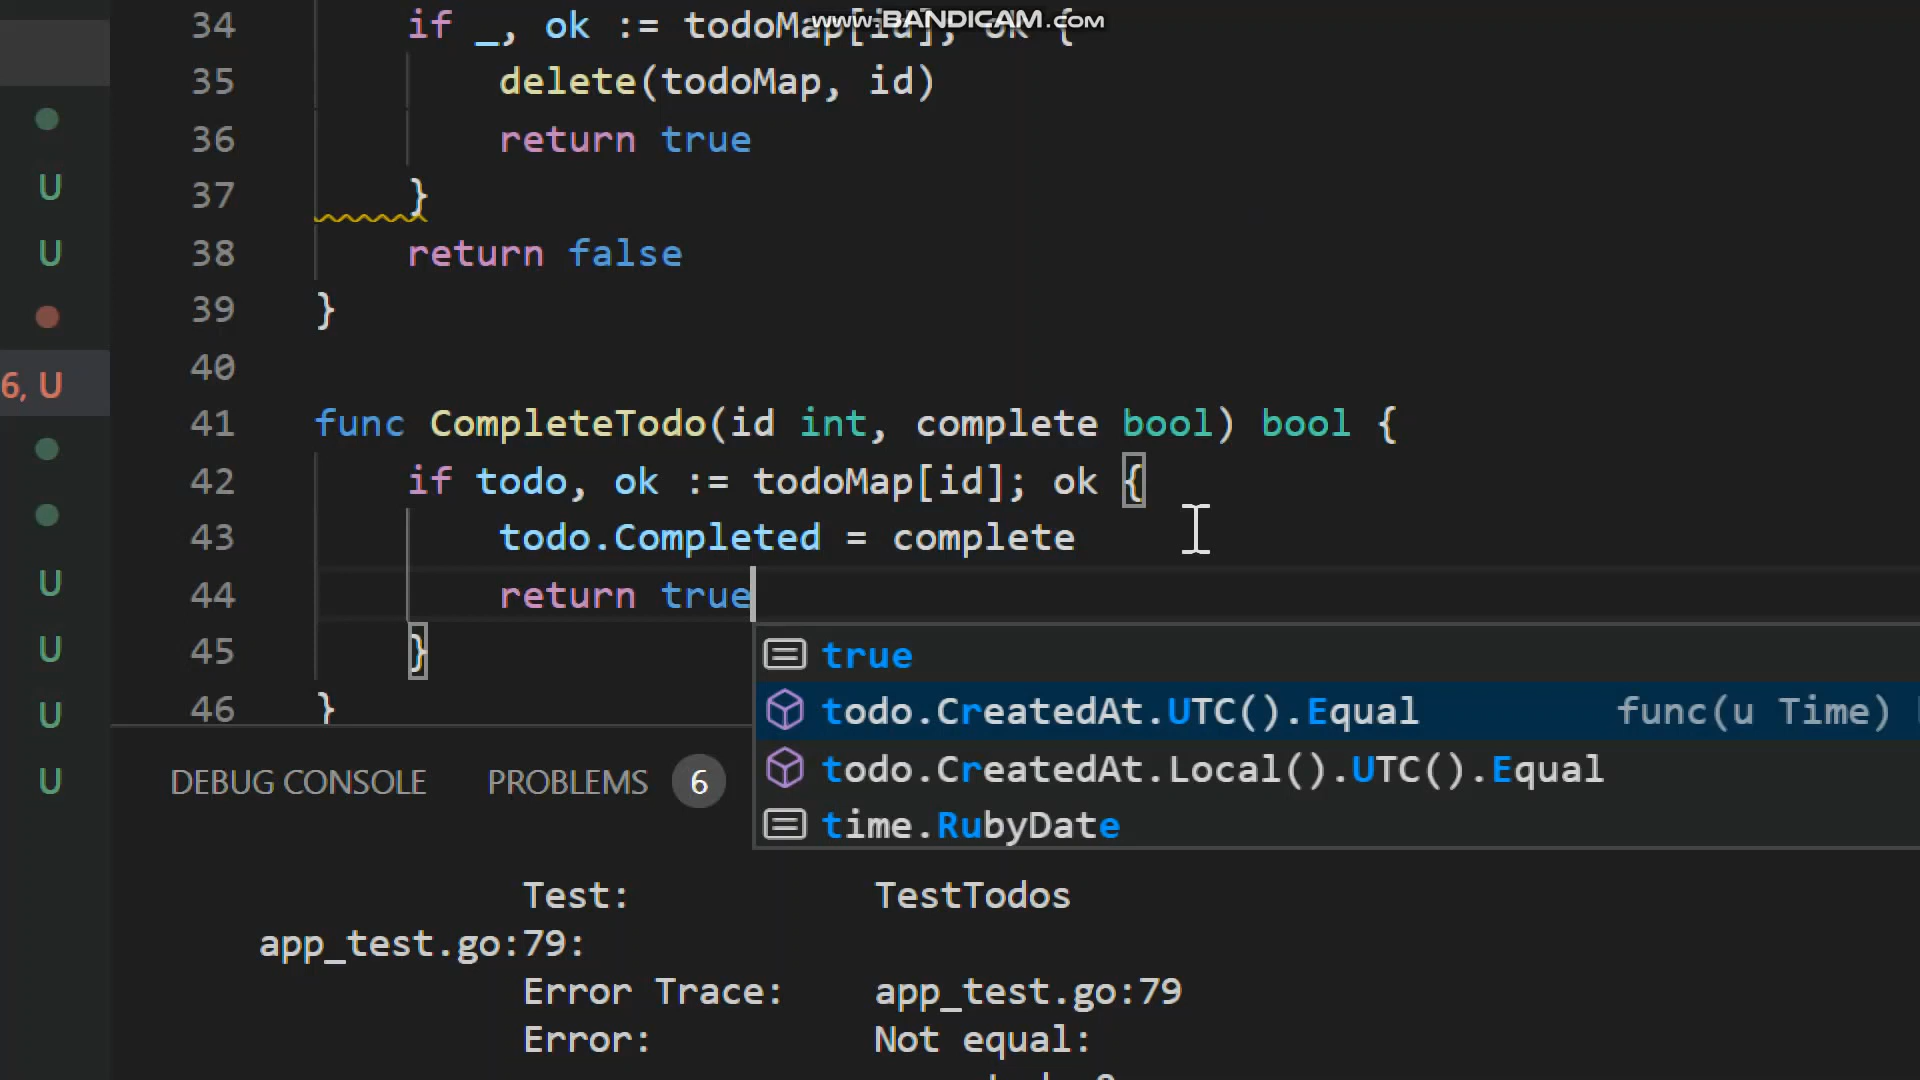 www.BANDICAM.com
34 if _, ok := todoMap[id]; ok {
35 delete(todoMap, id)
36 return true
37 }
38 return false
39 }
40
41 func CompleteTodo(id int, complete bool) bool {
42 if todo, ok := todoMap[id]; ok {
43 todo.Completed = complete
44 return true
45 }
46 }
U
U
6, U
U
U
U
U
true
todo.CreatedAt.UTC().Equal func(u Time)
todo.CreatedAt.Local().UTC().Equal
time.RubyDate
DEBUG CONSOLE PROBLEMS 6
Test: TestTodos
app_test.go:79:
Error Trace: app_test.go:79
Error: Not equal: